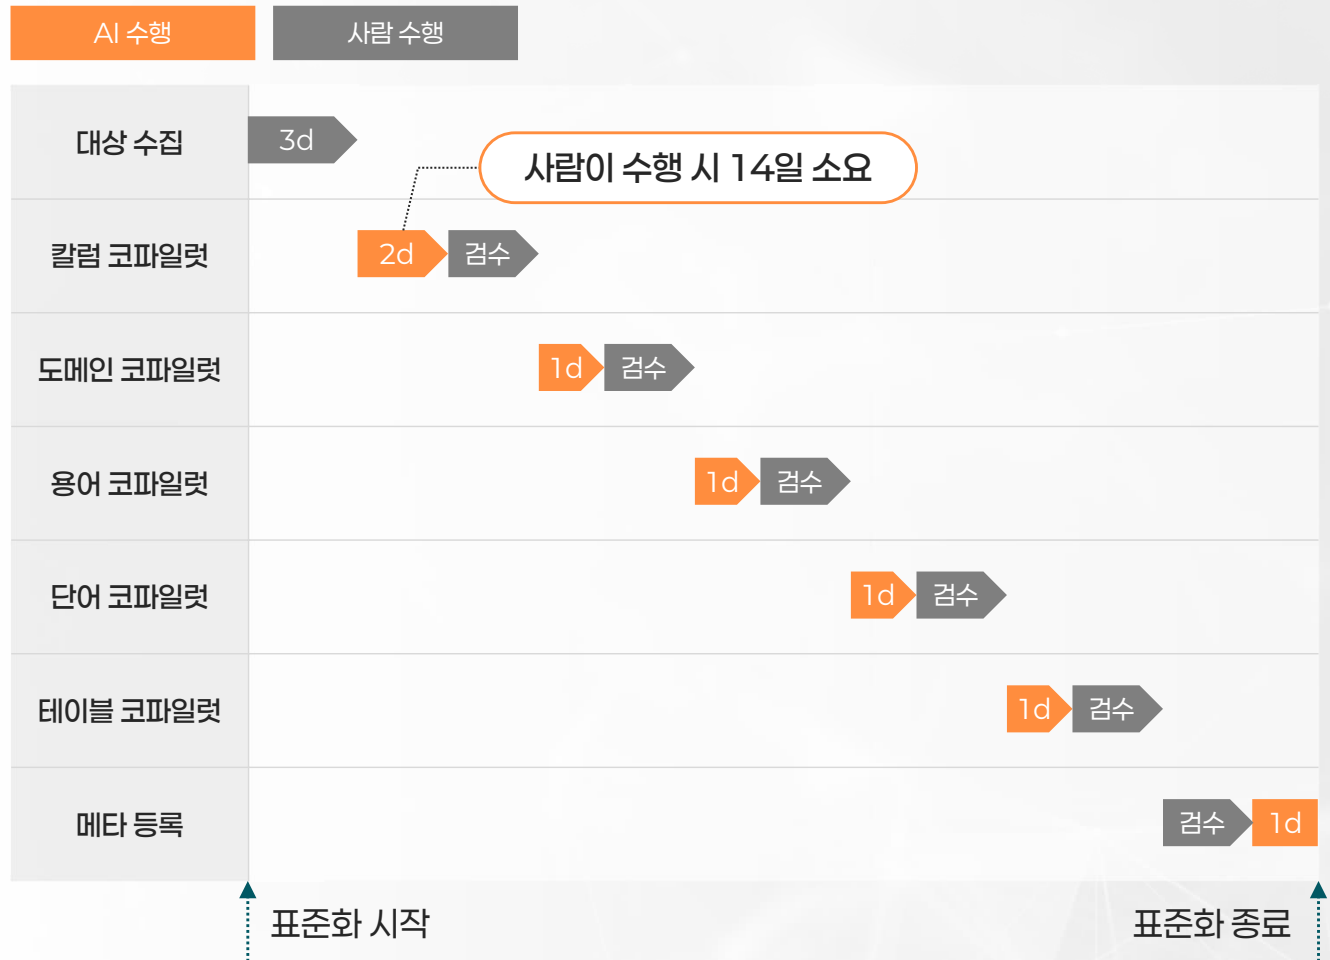 AI 수행
사람 수행
대상 수집
3d
사람이 수행 시 14일 소요
칼럼 코파일럿
2d
검수
도메인 코파일럿
1d
검수
용어 코파일럿
1d
검수
단어 코파일럿
1d
검수
테이블 코파일럿
1d
검수
메타 등록
검수
1d
표준화 시작
표준화 종료